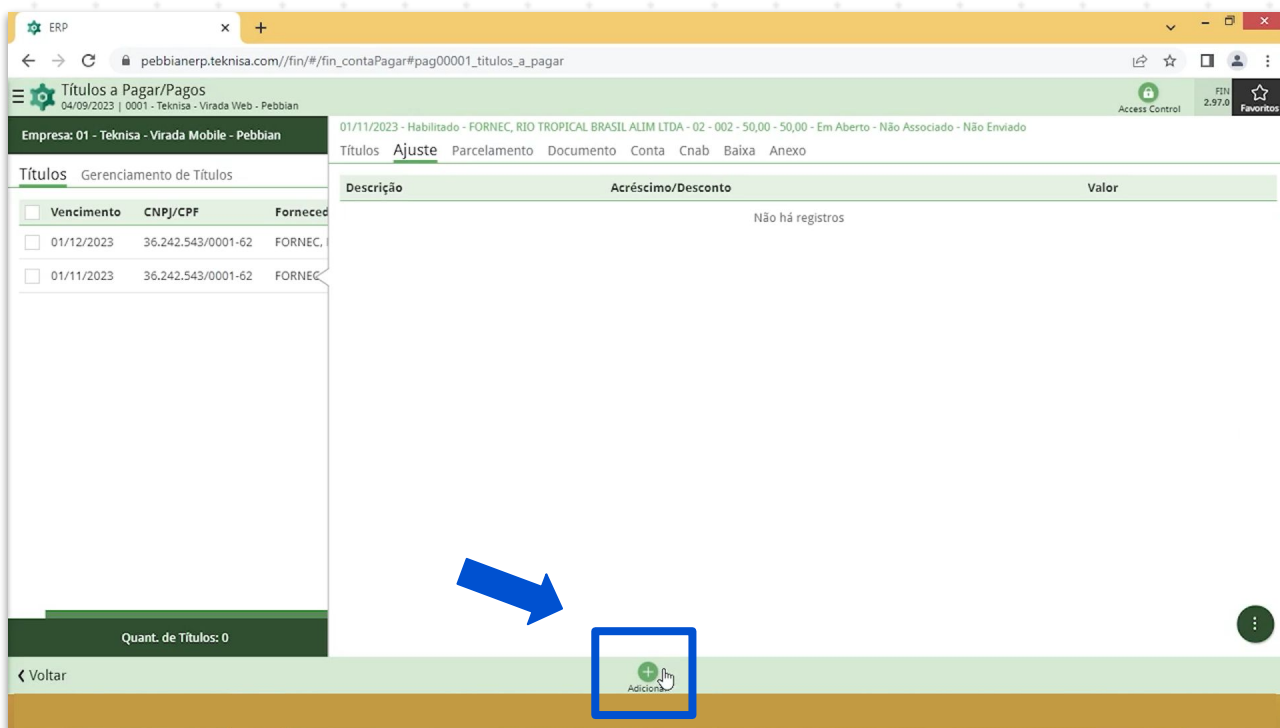 ERP
pebbianerp.teknisa.com//fin/#/fin_contaPagar#pag00001_titulos_a_pagar
Títulos a Pagar/Pagos
04/09/2023 | 0001 - Teknisa - Virada Web - Pebbian
Access Control
FIN
2.97.0
Favoritos
Empresa: 01 - Teknisa - Virada Mobile - Pebbian
01/11/2023 - Habilitado - FORNEC, RIO TROPICAL BRASIL ALIM LTDA - 02 - 002 - 50,00 - 50,00 - Em Aberto - Não Associado - Não Enviado
Títulos Ajuste Parcelamento Documento Conta Cnab Baixa Anexo
Títulos Gerenciamento de Títulos
Descrição Acréscimo/Desconto Valor
Não há registros
Vencimento CNPJ/CPF Forneced
01/12/2023 36.242.543/0001-62 FORNEC,
01/11/2023 36.242.543/0001-62 FORNEC
Quant. de Títulos: 0
Voltar
Adicionar